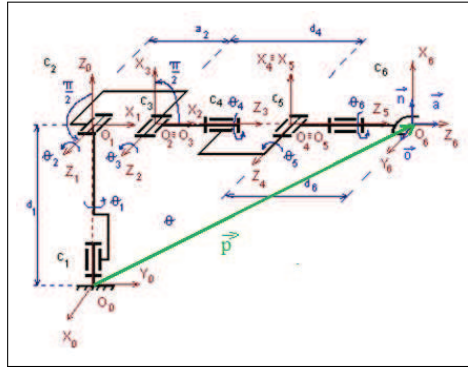 a₂ d₄
C₂ Z₀ X₃ π/2 X₄≡X₅ C₆ X₆
π/2 C₃ C₄ C₅
X₁ X₂ θ₄ Z₃ θ₆ Z₅ n⃗ a⃗
θ₂ O₁ θ₃ O₂≡O₃ O₄≡O₅ O₆ Z₆
Z₁ Z₂ Z₄ θ₅ Y₆ o⃗
d₁ θ₁ θ d₆
p⃗
C₁
Y₀
O₀
X₀